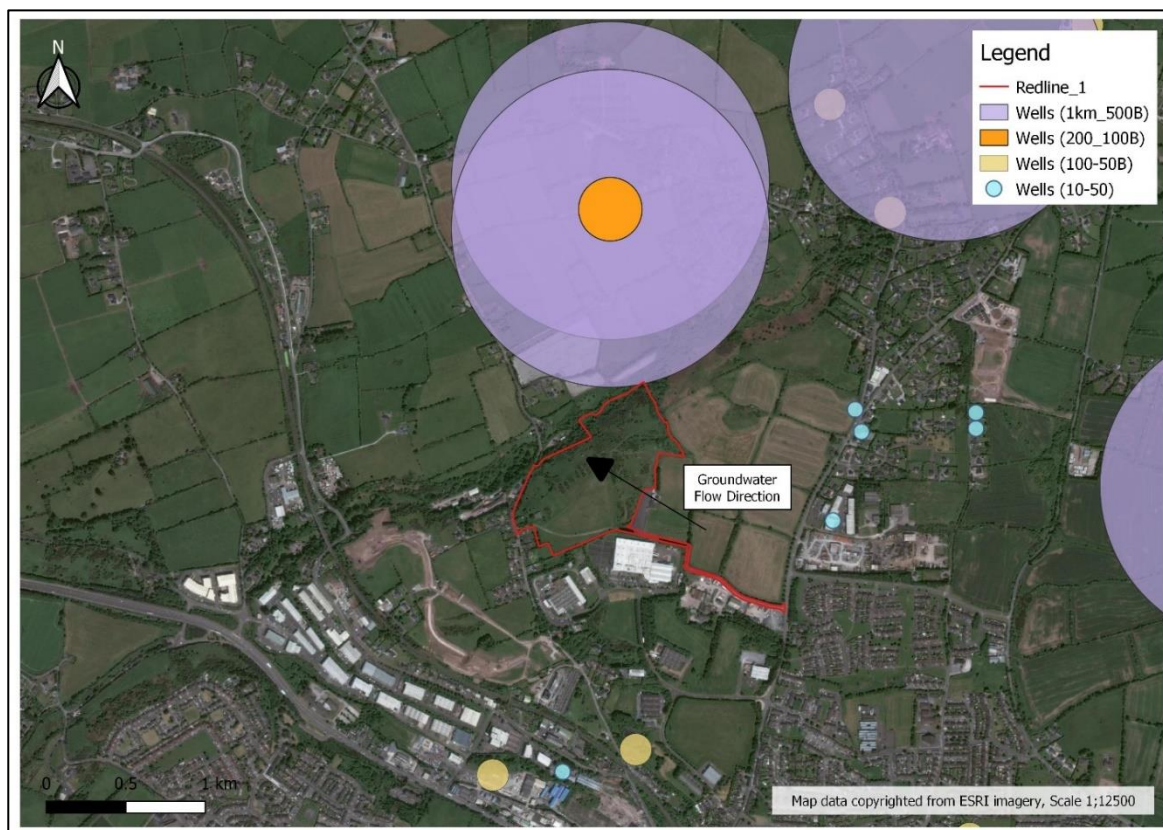 N
Legend
Redline_1
Wells (1km_500B)
Wells (200_100B)
Wells (100-50B)
Wells (10-50)
Groundwater
Flow Direction
0 0.5 1 km
Map data copyrighted from ESRI imagery, Scale 1;12500